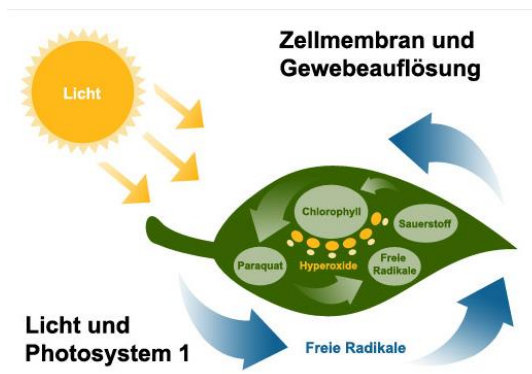 Zellmembran und
Gewebeauflösung
Licht
Chlorophyll
Sauerstoff
Paraquat
Hyperoxide
Freie
Radikale
Licht und
Photosystem 1
Freie Radikale